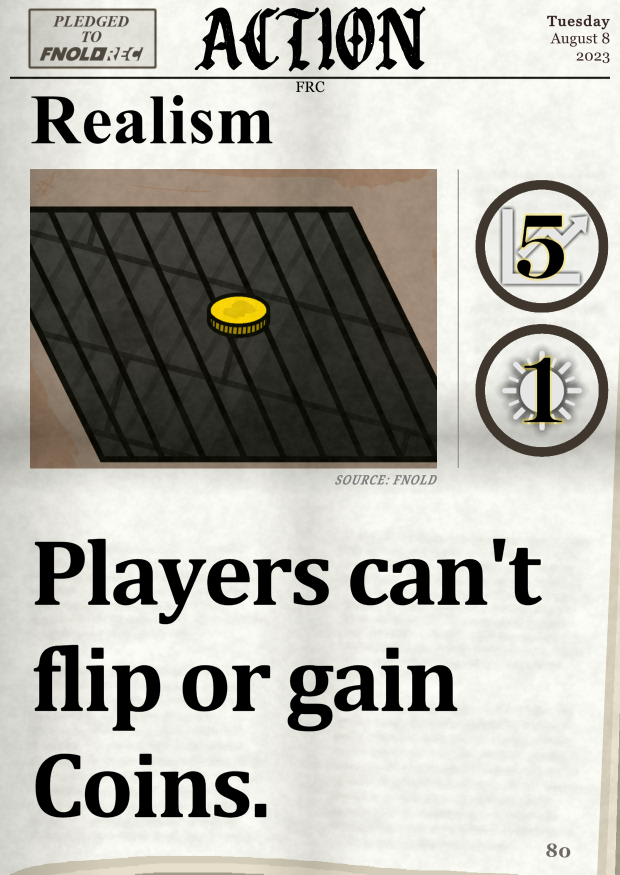 PLEDGED
TO
FNOLDREC
ACTION
Tuesday
August 8
2023
FRC
Realism
5
1
SOURCE: FNOLD
Players can't
flip or gain
Coins.
80